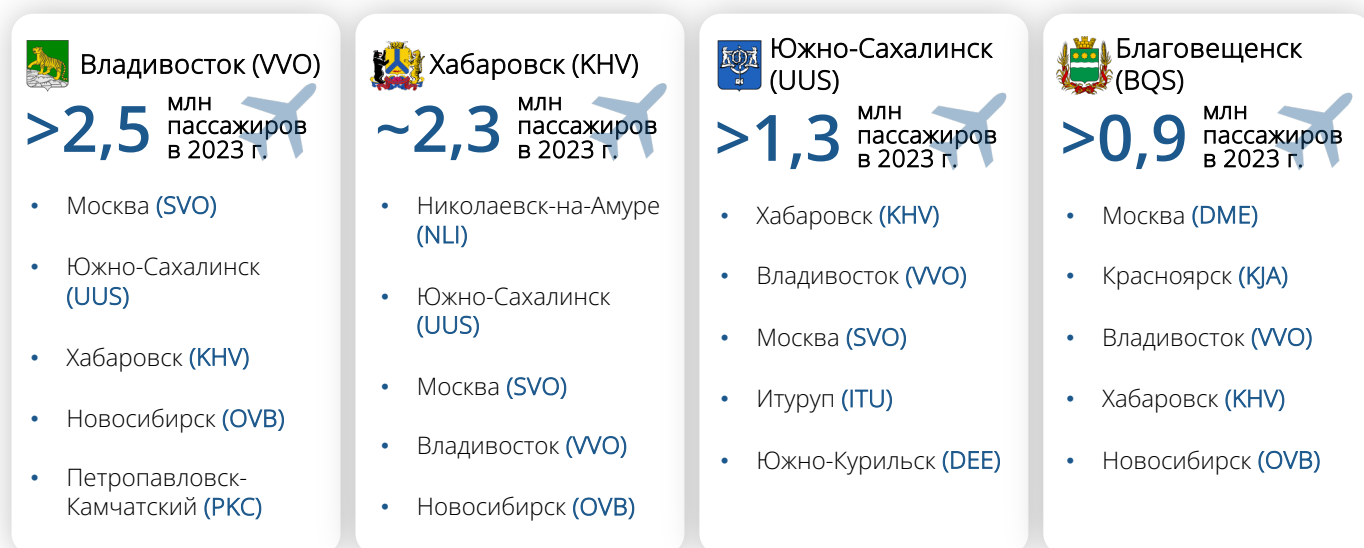 Владивосток (VVO)
>2,5
млн
пассажиров
в 2023 г.
• Москва (SVO)
• Южно-Сахалинск
(UUS)
• Хабаровск (KHV)
• Новосибирск (OVB)
• Петропавловск-
Камчатский (PKC)
Хабаровск (KHV)
~2,3
млн
пассажиров
в 2023 г.
• Николаевск-на-Амуре
(NLI)
• Южно-Сахалинск
(UUS)
• Москва (SVO)
• Владивосток (VVO)
• Новосибирск (OVB)
Южно-Сахалинск
(UUS)
>1,3
млн
пассажиров
в 2023 г.
• Хабаровск (KHV)
• Владивосток (VVO)
• Москва (SVO)
• Итуруп (ITU)
• Южно-Курильск (DEE)
Благовещенск
(BQS)
>0,9
млн
пассажиров
в 2023 г.
• Москва (DME)
• Красноярск (KJA)
• Владивосток (VVO)
• Хабаровск (KHV)
• Новосибирск (OVB)